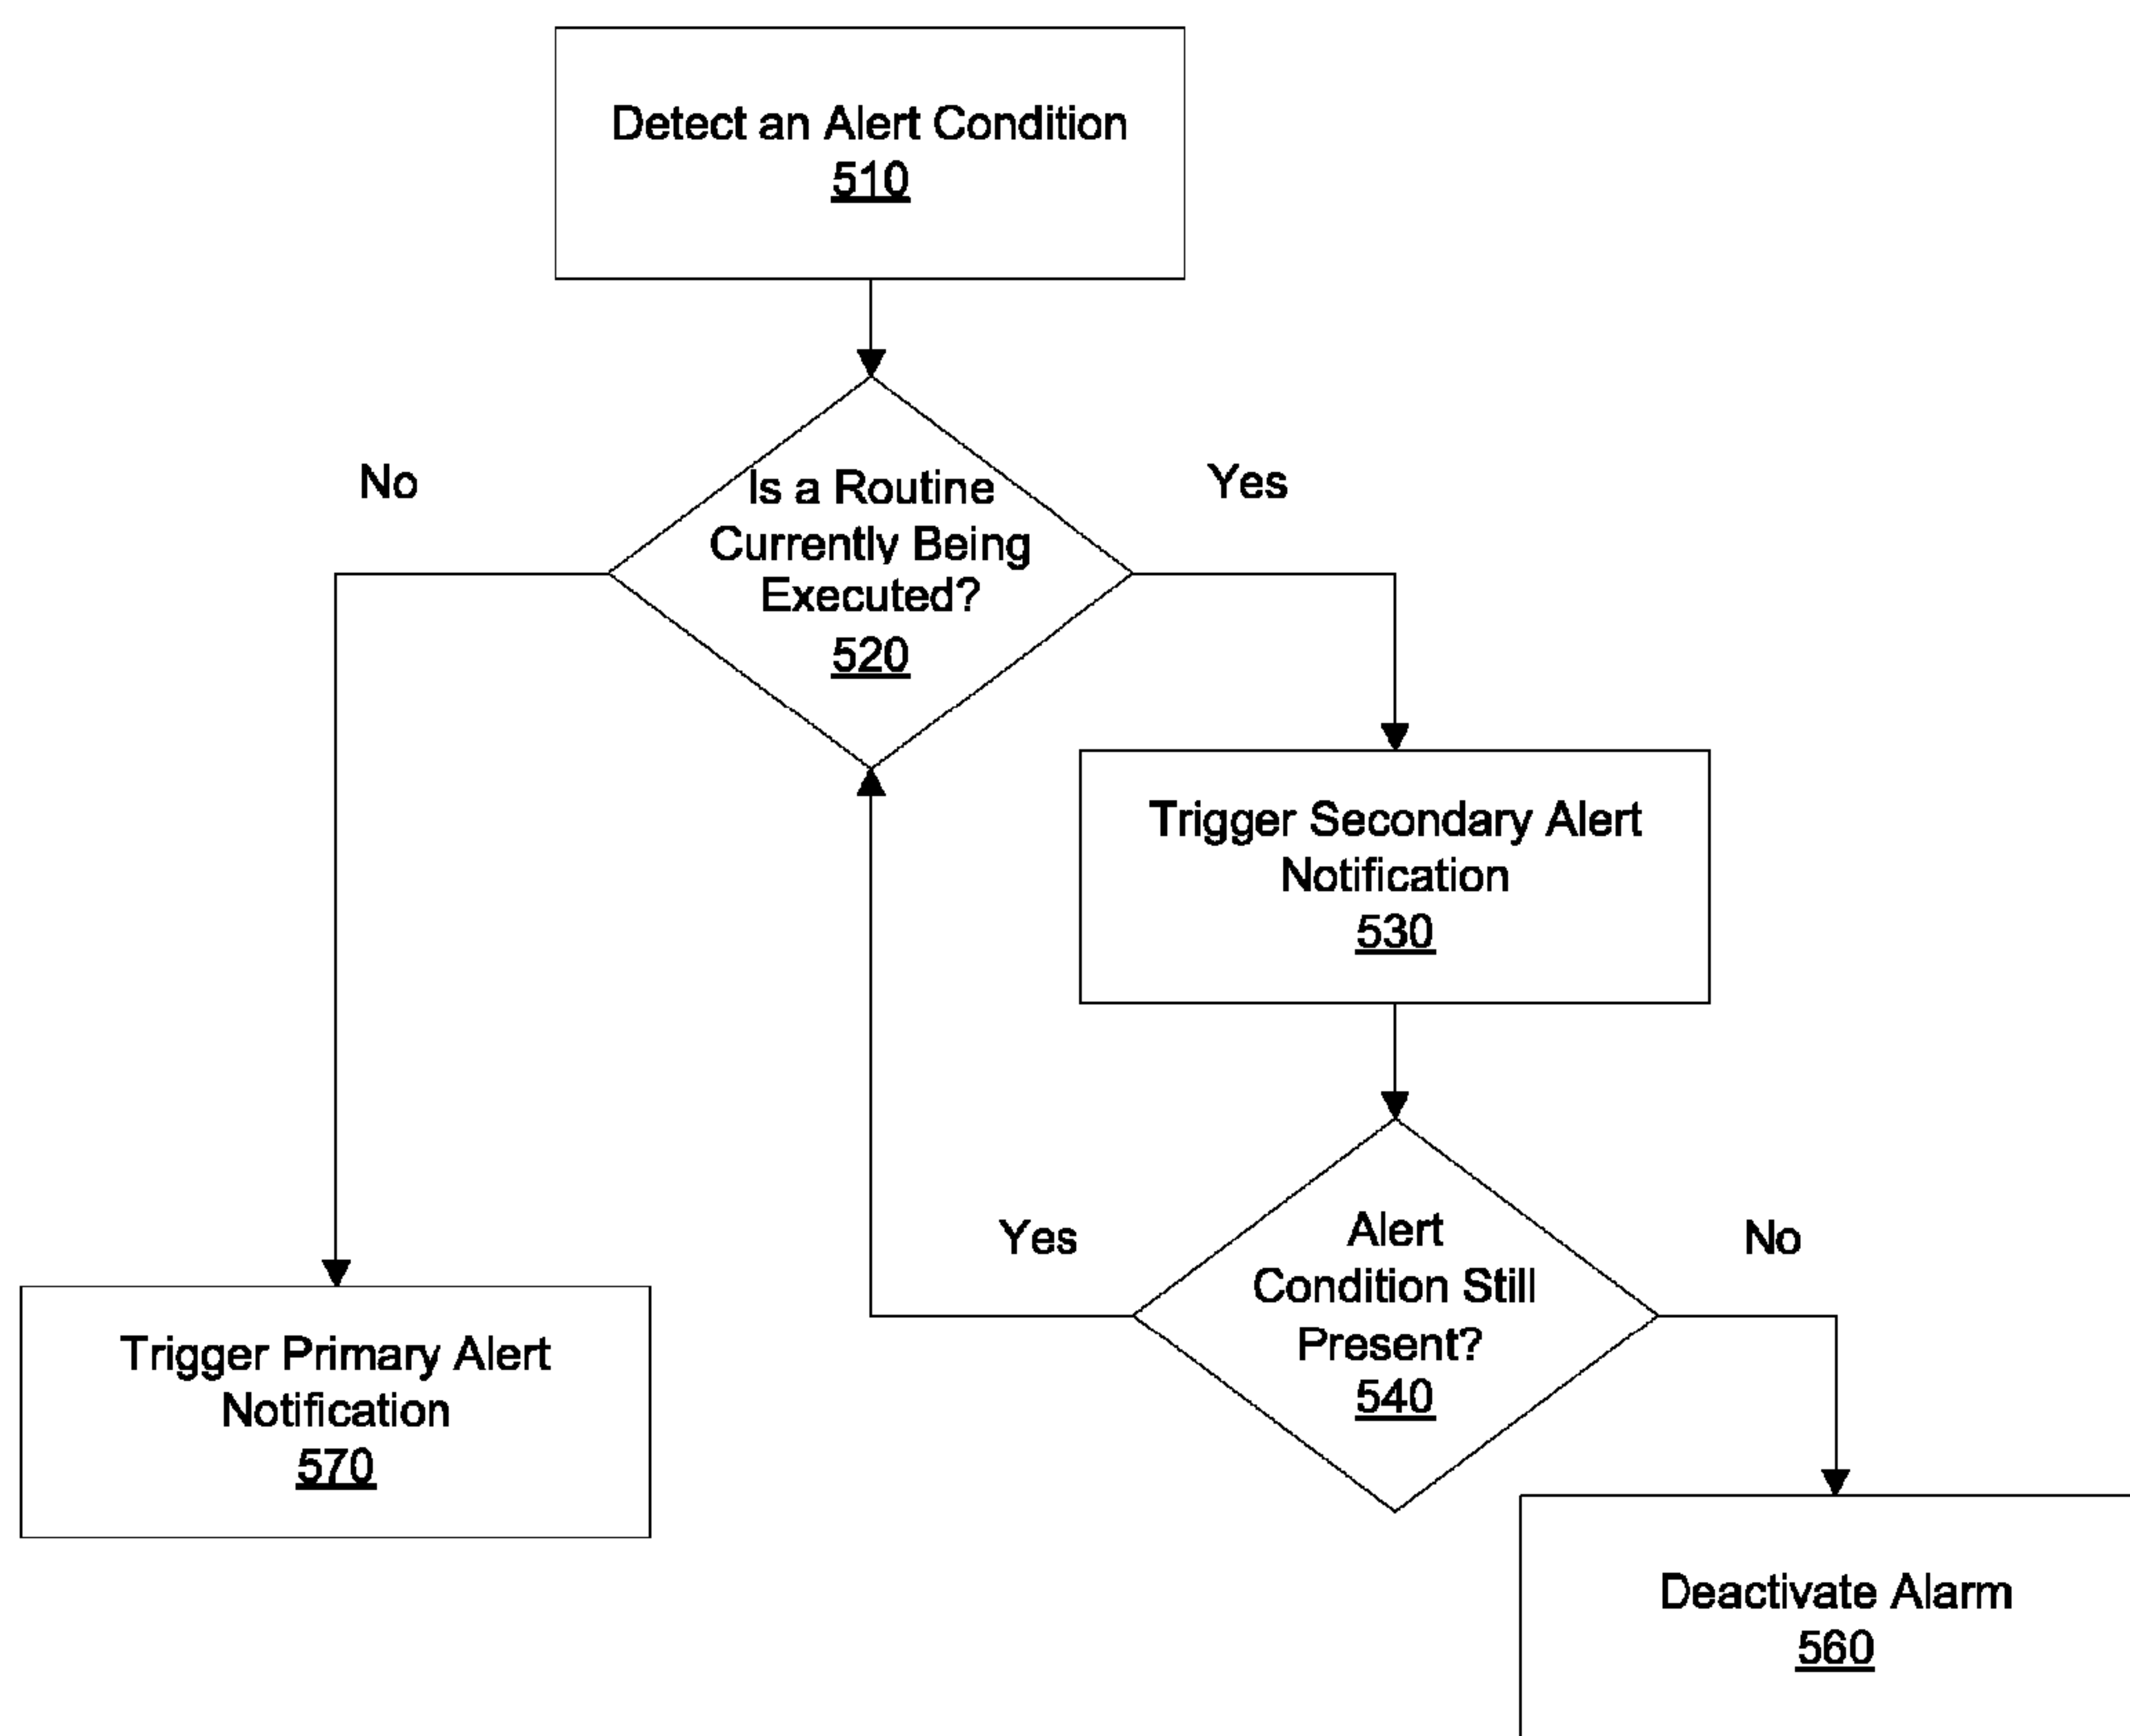 Detect an Alert Condition
510
No
Yes
Is a Routine
Currently Being
Executed?
520
Trigger Secondary Alert
Notification
530
Yes
No
Alert
Condition Still
Present?
540
Trigger Primary Alert
Notification
570
Deactivate Alarm
560